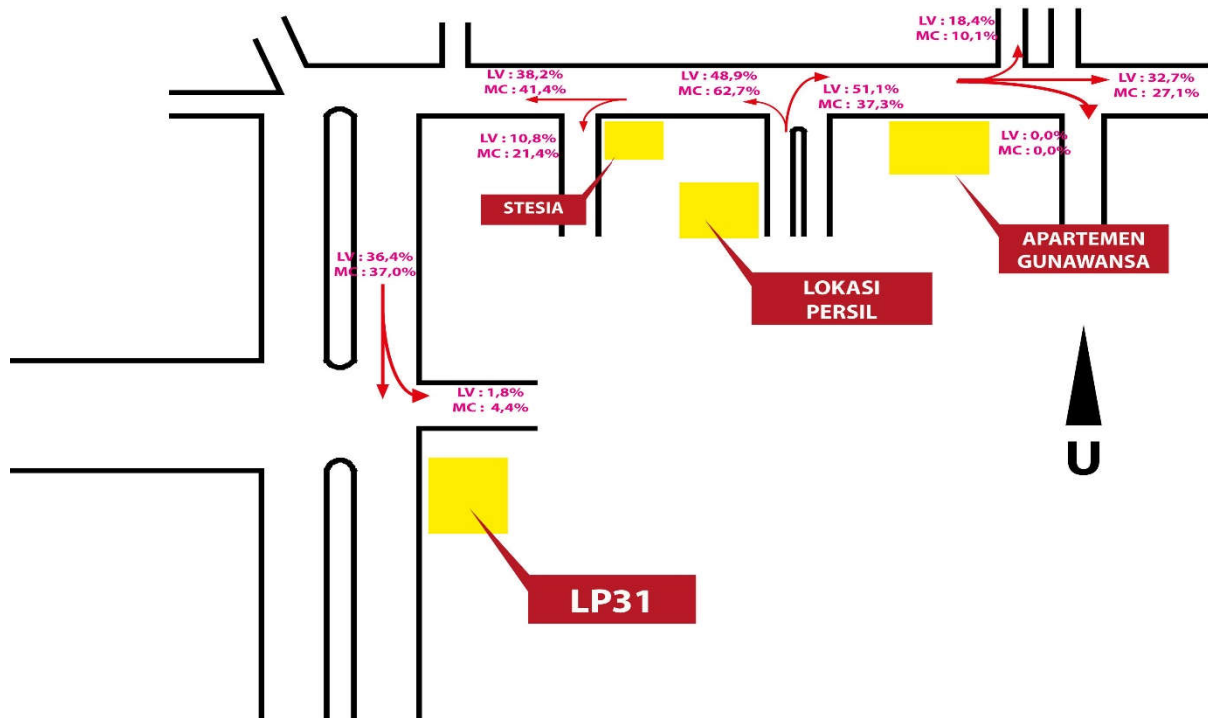 LV : 18,4%
MC : 10,1%
LV : 38,2%
MC : 41,4%
LV : 48,9%
MC : 62,7%
LV : 51,1%
MC : 37,3%
LV : 32,7%
MC : 27,1%
LV : 10,8%
MC : 21,4%
LV : 0,0%
MC : 0,0%
STESIA
APARTEMEN
GUNAWANSA
LV : 36,4%
MC : 37,0%
LOKASI
PERSIL
LV : 1,8%
MC : 4,4%
U
LP31